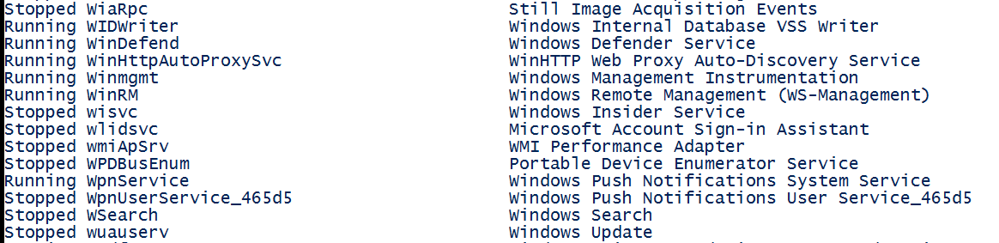 Stopped WiaRpc Still Image Acquisition Events
Running WIDWriter Windows Internal Database VSS Writer
Running WinDefend Windows Defender Service
Running WinHttpAutoProxySvc WinHTTP Web Proxy Auto-Discovery Service
Running Winmgmt Windows Management Instrumentation
Running WinRM Windows Remote Management (WS-Management)
Stopped wisvc Windows Insider Service
Stopped wlidsvc Microsoft Account Sign-in Assistant
Stopped wmiApSrv WMI Performance Adapter
Stopped WPDBusEnum Portable Device Enumerator Service
Running WpnService Windows Push Notifications System Service
Stopped WpnUserService_465d5 Windows Push Notifications User Service_465d5
Stopped WSearch Windows Search
Stopped wuauserv Windows Update